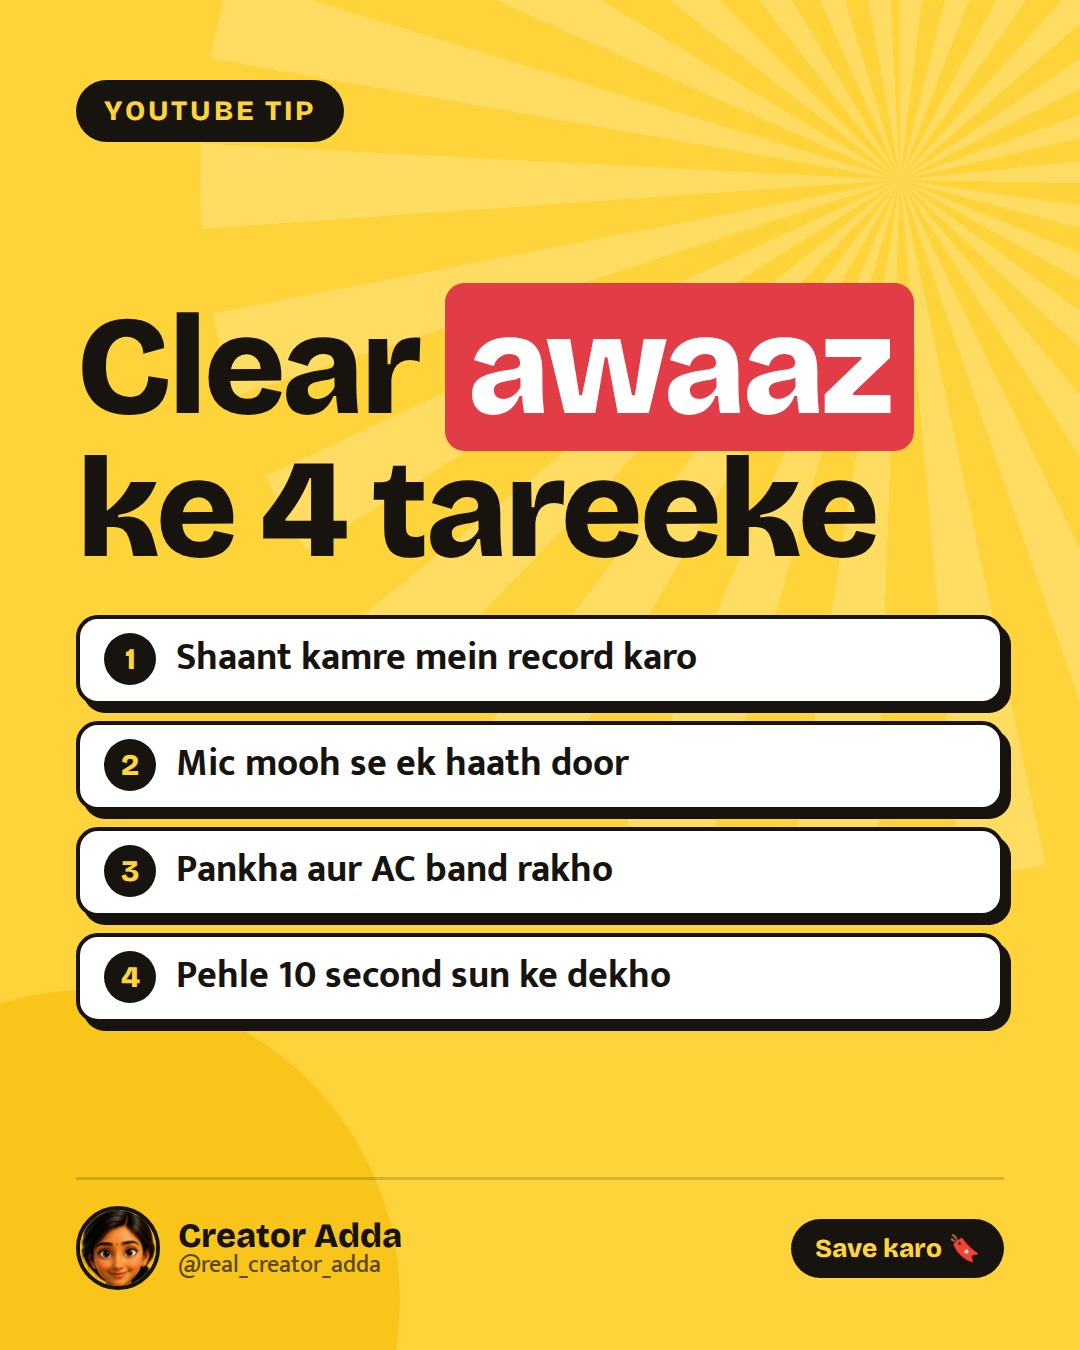 YOUTUBE TIP
Clear awaaz
ke 4 tareeke
1 Shaant kamre mein record karo
2 Mic mooh se ek haath door
3 Pankha aur AC band rakho
4 Pehle 10 second sun ke dekho
Creator Adda
@real_creator_adda
Save karo 🔖